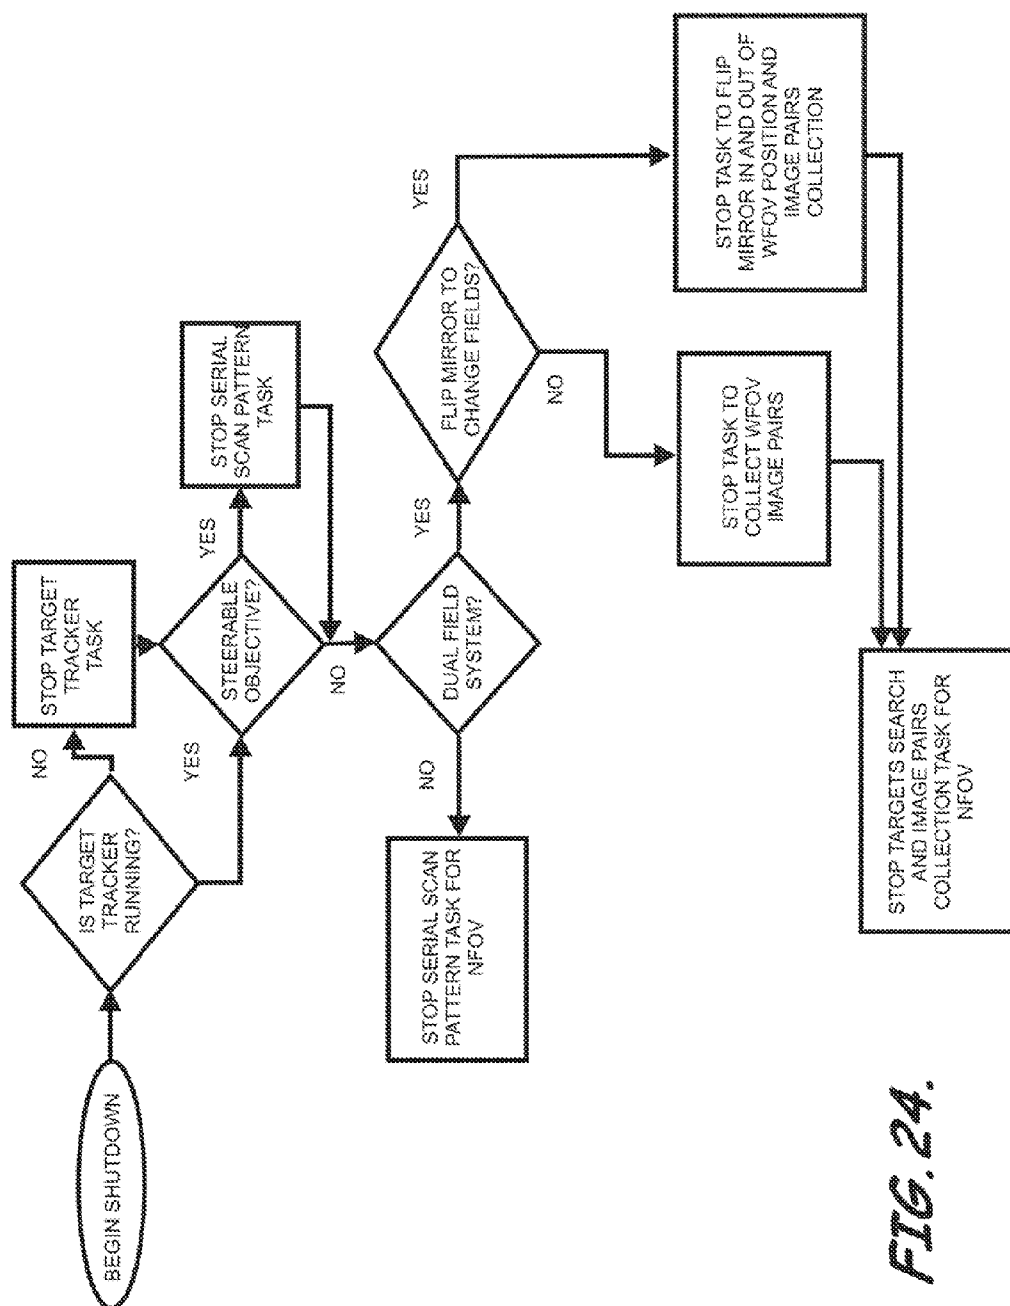 BEGIN SHUTDOWN
IS TARGET
TRACKER
RUNNING?
NO
YES
STOP TARGET
TRACKER
TASK
STEERABLE
OBJECTIVE?
YES
NO
STOP SERIAL
SCAN PATTERN
TASK
DUAL FIELD
SYSTEM?
NO
YES
STOP SERIAL SCAN
PATTERN TASK FOR
NFOV
FLIP MIRROR TO
CHANGE FIELDS?
YES
NO
STOP TASK TO FLIP
MIRROR IN AND OUT OF
WFOV POSITION AND
IMAGE PAIRS
COLLECTION
STOP TASK TO
COLLECT WFOV
IMAGE PAIRS
STOP TARGETS SEARCH
AND IMAGE PAIRS
COLLECTION TASK FOR
NFOV
FIG. 24.